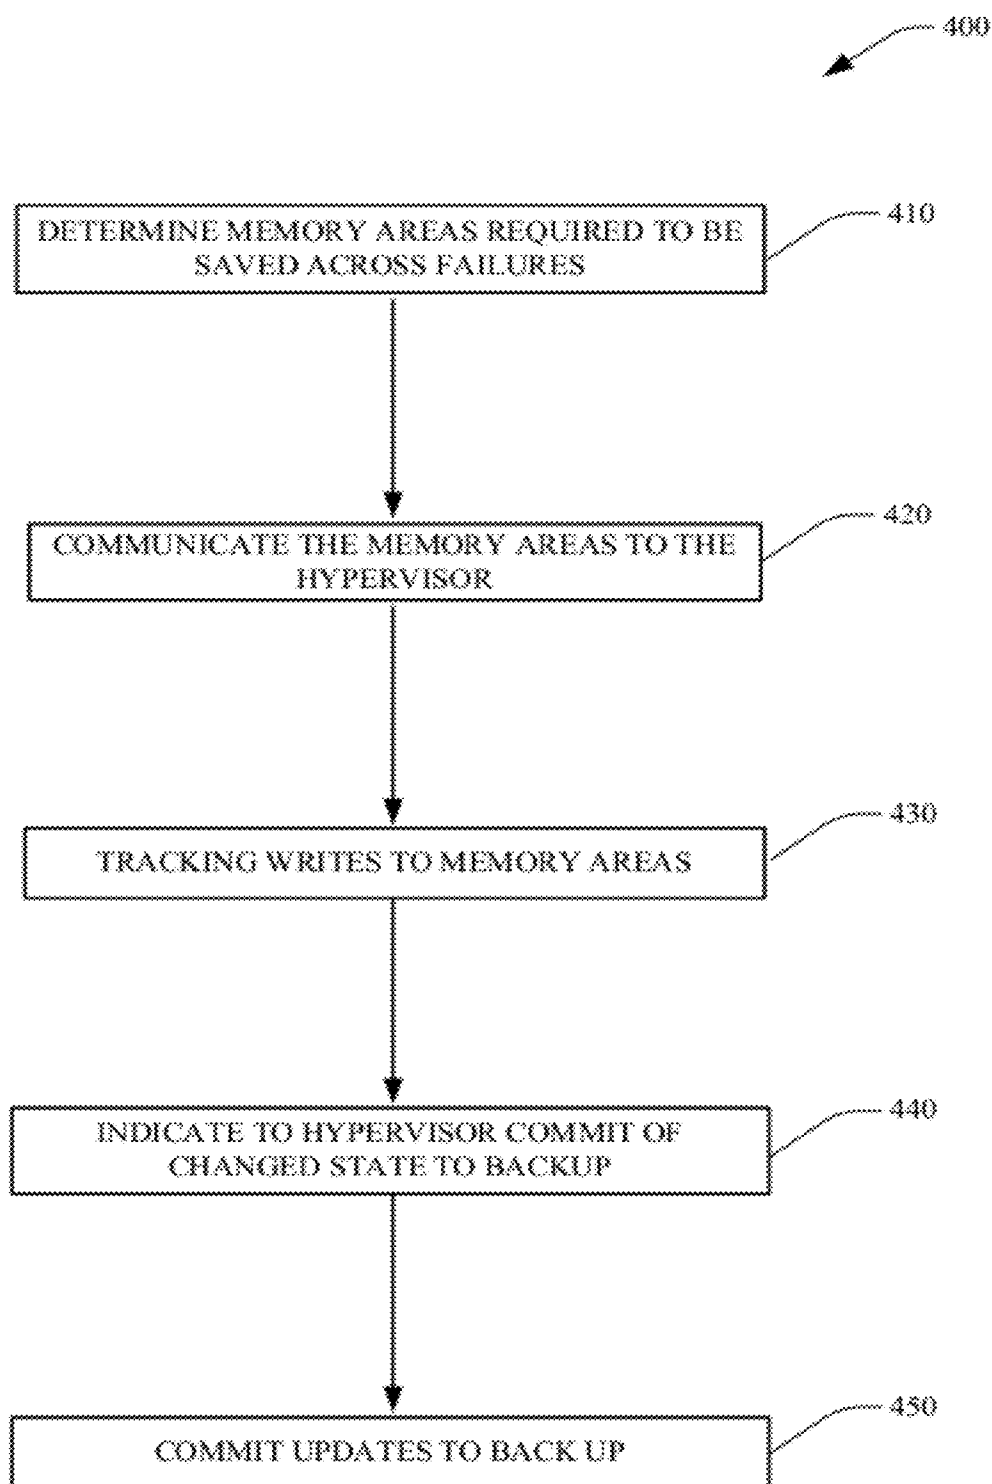 400
DETERMINE MEMORY AREAS REQUIRED TO BE
SAVED ACROSS FAILURES
410
COMMUNICATE THE MEMORY AREAS TO THE
HYPERVISOR
420
TRACKING WRITES TO MEMORY AREAS
430
INDICATE TO HYPERVISOR COMMIT OF
CHANGED STATE TO BACKUP
440
COMMIT UPDATES TO BACK UP
450